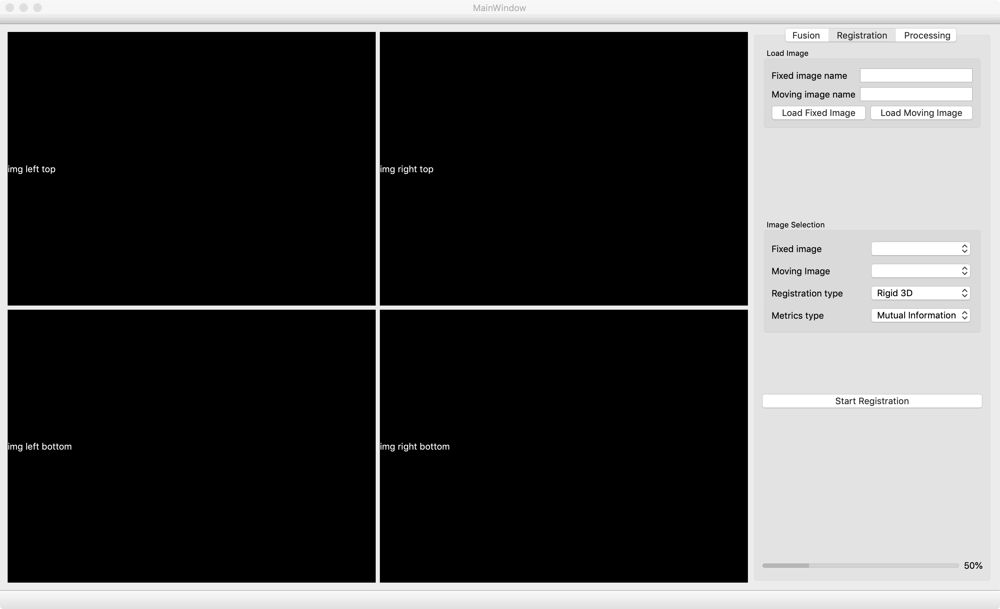 MainWindow
img left top
img right top
img left bottom
img right bottom
Fusion Registration Processing
Load Image
Fixed image name
Moving image name
Load Fixed Image Load Moving Image
Image Selection
Fixed image
Moving Image
Registration type Rigid 3D
Metrics type Mutual Information
Start Registration
50%